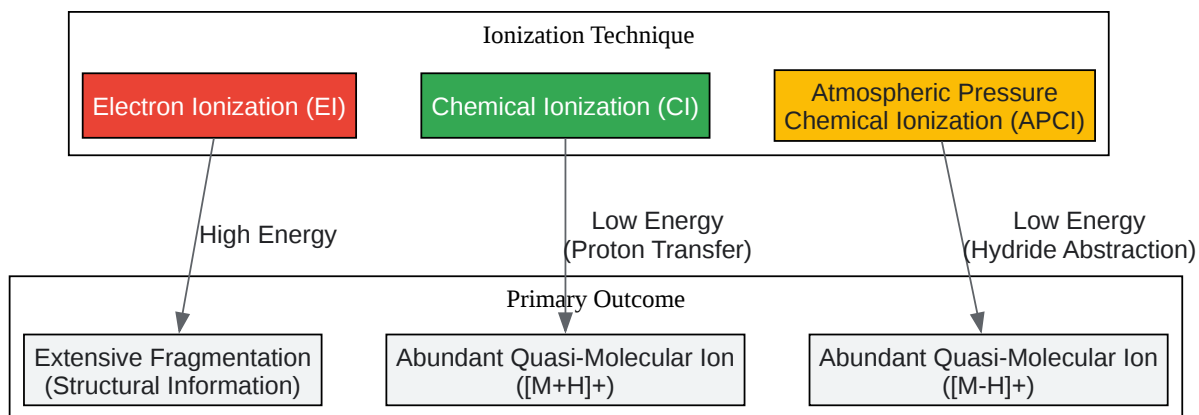 Ionization Technique
Electron Ionization (EI)
Chemical Ionization (CI)
Atmospheric Pressure
Chemical Ionization (APCI)
High Energy
Low Energy
(Proton Transfer)
Low Energy
(Hydride Abstraction)
Primary Outcome
Extensive Fragmentation
(Structural Information)
Abundant Quasi-Molecular Ion
([M+H]+)
Abundant Quasi-Molecular Ion
([M-H]+)